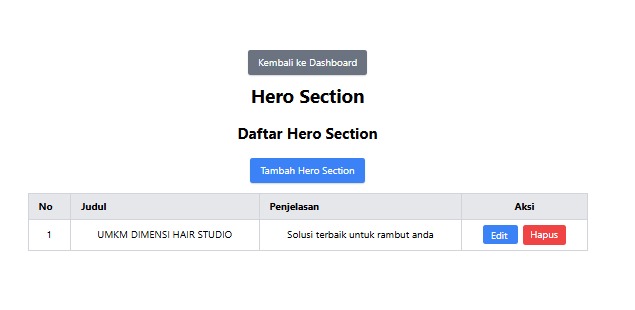 Kembali ke Dashboard
Hero Section
Daftar Hero Section
Tambah Hero Section
No Judul Penjelasan Aksi
1 UMKM DIMENSI HAIR STUDIO Solusi terbaik untuk rambut anda Edit Hapus